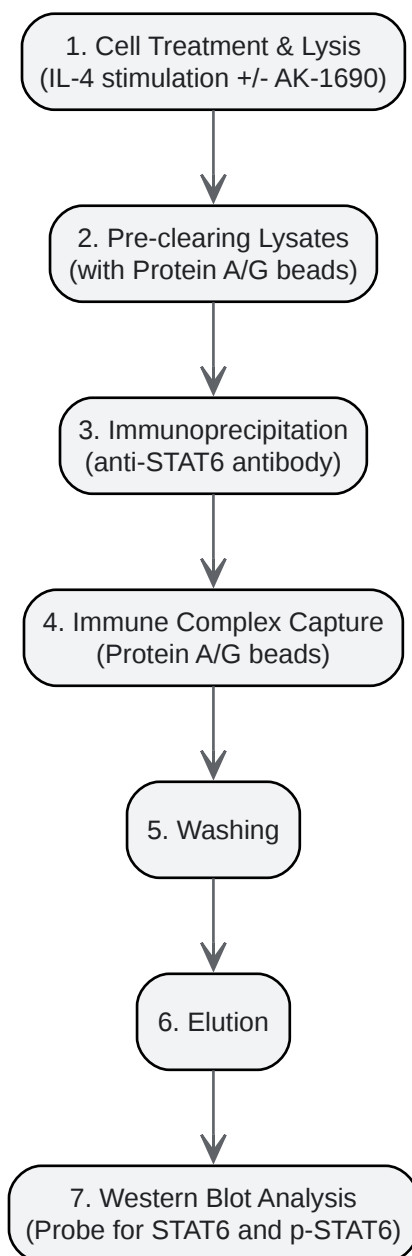 1. Cell Treatment & Lysis
(IL-4 stimulation +/- AK-1690)
2. Pre-clearing Lysates
(with Protein A/G beads)
3. Immunoprecipitation
(anti-STAT6 antibody)
4. Immune Complex Capture
(Protein A/G beads)
5. Washing
6. Elution
7. Western Blot Analysis
(Probe for STAT6 and p-STAT6)